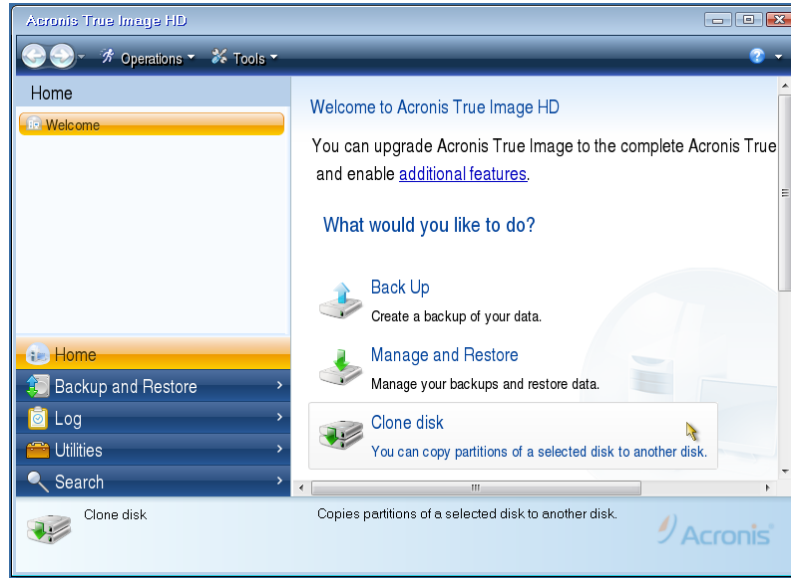 Acronis True Image HD
Operations
Tools
Home
Welcome
Home
Backup and Restore
Log
Utilities
Search
Welcome to Acronis True Image HD
You can upgrade Acronis True Image to the complete Acronis True
and enable additional features.
What would you like to do?
Back Up
Create a backup of your data.
Manage and Restore
Manage your backups and restore data.
Clone disk
You can copy partitions of a selected disk to another disk.
Clone disk
Copies partitions of a selected disk to another disk.
Acronis